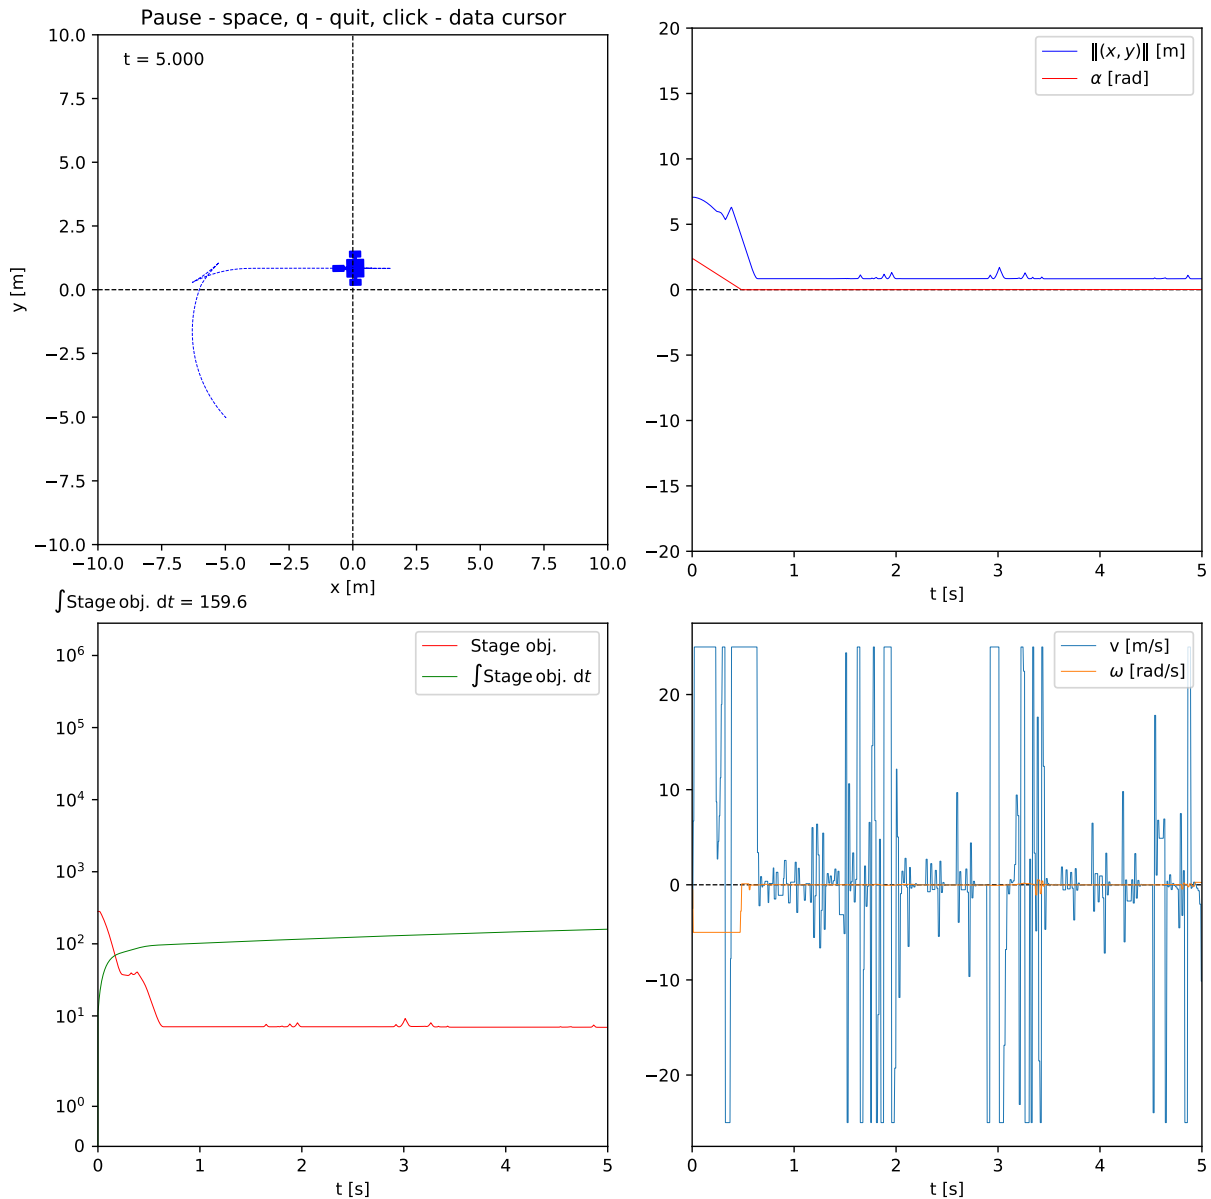 Pause - space, q - quit, click - data cursor
t = 5.000
10.0
7.5
5.0
2.5
0.0
−2.5
−5.0
−7.5
−10.0
y [m]
−10.0 −7.5 −5.0 −2.5 0.0 2.5 5.0 7.5 10.0
x [m]
‖(x, y)‖ [m]
α [rad]
20
15
10
5
0
−5
−10
−15
−20
0 1 2 3 4 5
t [s]
∫Stage obj. dt = 159.6
Stage obj.
∫Stage obj. dt
10⁶
10⁵
10⁴
10³
10²
10¹
10⁰
0
0 1 2 3 4 5
t [s]
v [m/s]
ω [rad/s]
20
10
0
−10
−20
0 1 2 3 4 5
t [s]